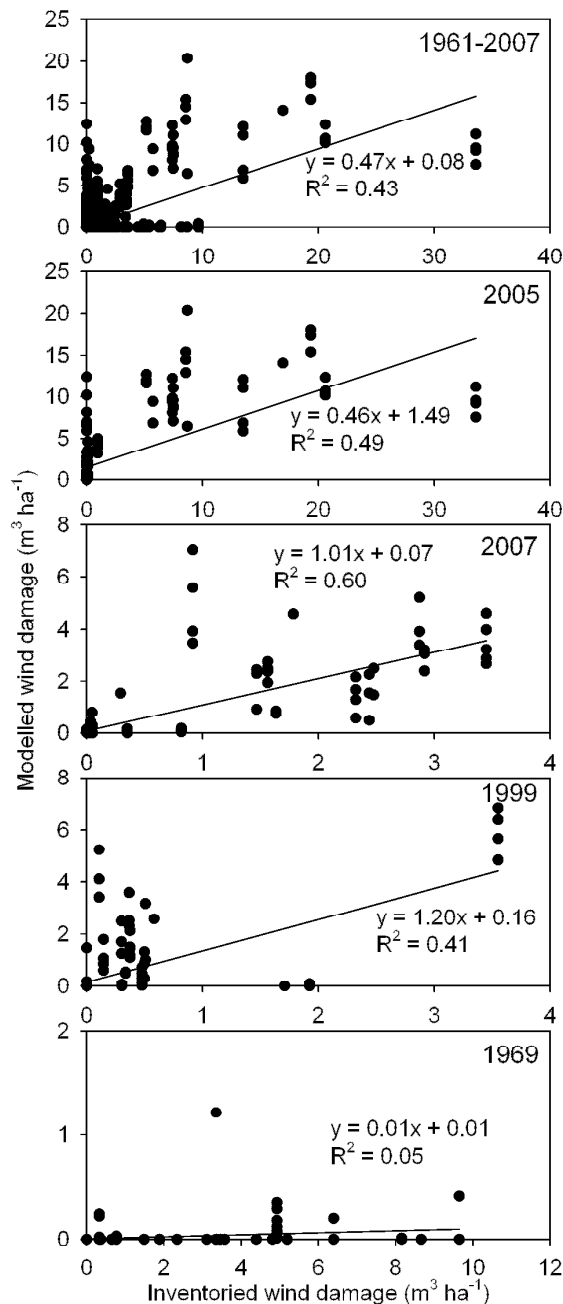 25
1961-2007
20
15
10
y = 0.47x + 0.08
R² = 0.43
5
0
0 10 20 30 40
25
2005
20
15
10
y = 0.46x + 1.49
R² = 0.49
5
0
0 10 20 30 40
Modelled wind damage (m³ ha⁻¹)
8
2007
y = 1.01x + 0.07
R² = 0.60
6
4
2
0
0 1 2 3 4
8
1999
6
4
y = 1.20x + 0.16
R² = 0.41
2
0
0 1 2 3 4
2
1969
y = 0.01x + 0.01
R² = 0.05
1
0
0 2 4 6 8 10 12
Inventoried wind damage (m³ ha⁻¹)